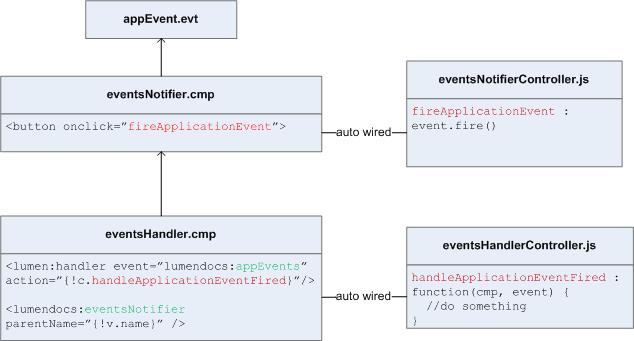 appEvent.evt
eventsNotifier.cmp
<button onclick=”fireApplicationEvent”>
auto wired
eventsNotifierController.js
fireApplicationEvent :
event.fire()
eventsHandler.cmp
<lumen:handler event=”lumendocs:appEvents”
action=”{!c.handleApplicationEventFired}”/>
<lumendocs:eventsNotifier
parentName=”{!v.name}” />
auto wired
eventsHandlerController.js
handleApplicationEventFired :
function(cmp, event) {
//do something
}